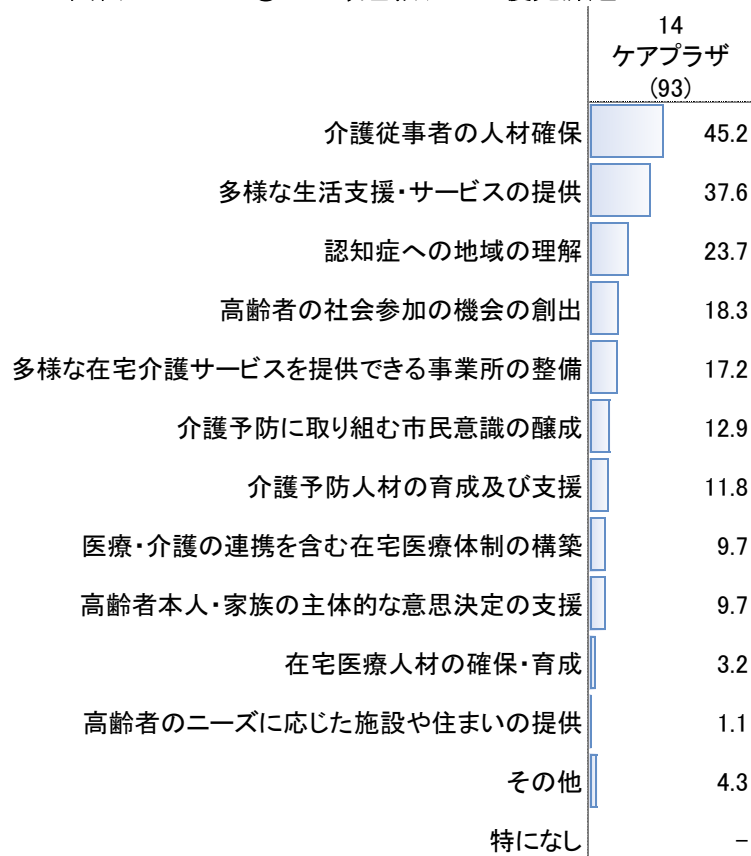 14
ケアプラザ
(93)
介護従事者の人材確保 45.2
多様な生活支援・サービスの提供 37.6
認知症への地域の理解 23.7
高齢者の社会参加の機会の創出 18.3
多様な在宅介護サービスを提供できる事業所の整備 17.2
介護予防に取り組む市民意識の醸成 12.9
介護予防人材の育成及び支援 11.8
医療・介護の連携を含む在宅医療体制の構築 9.7
高齢者本人・家族の主体的な意思決定の支援 9.7
在宅医療人材の確保・育成 3.2
高齢者のニーズに応じた施設や住まいの提供 1.1
その他 4.3
特になし －